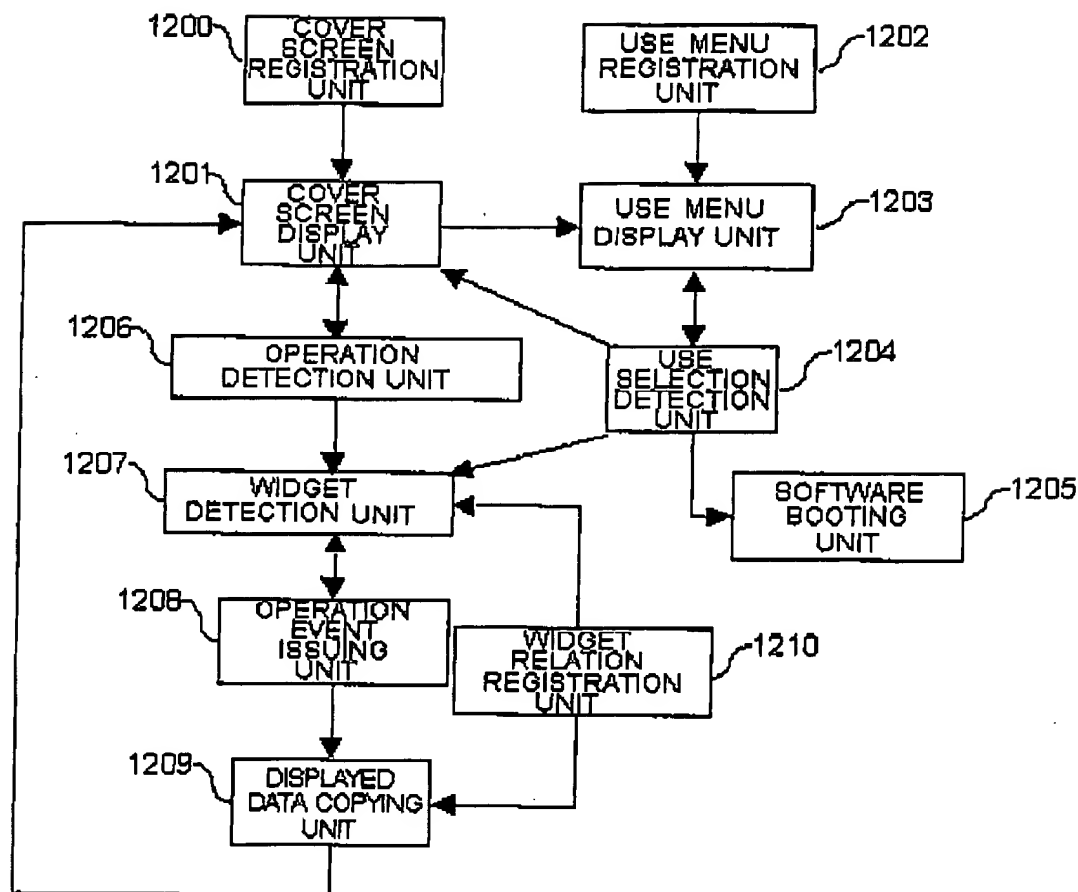 1200
COVER
SCREEN
REGISTRATION
UNIT
USE MENU
REGISTRATION
UNIT
1202
1201
COVER
SCREEN
DISPLAY
UNIT
USE MENU
DISPLAY UNIT
1203
1206
OPERATION
DETECTION UNIT
USE
SELECTION
DETECTION
UNIT
1204
1207
WIDGET
DETECTION UNIT
SOFTWARE
BOOTING
UNIT
1205
1208
OPERATION
EVENT
ISSUING
UNIT
WIDGET
RELATION
REGISTRATION
UNIT
1210
1209
DISPLAYED
DATA COPYING
UNIT